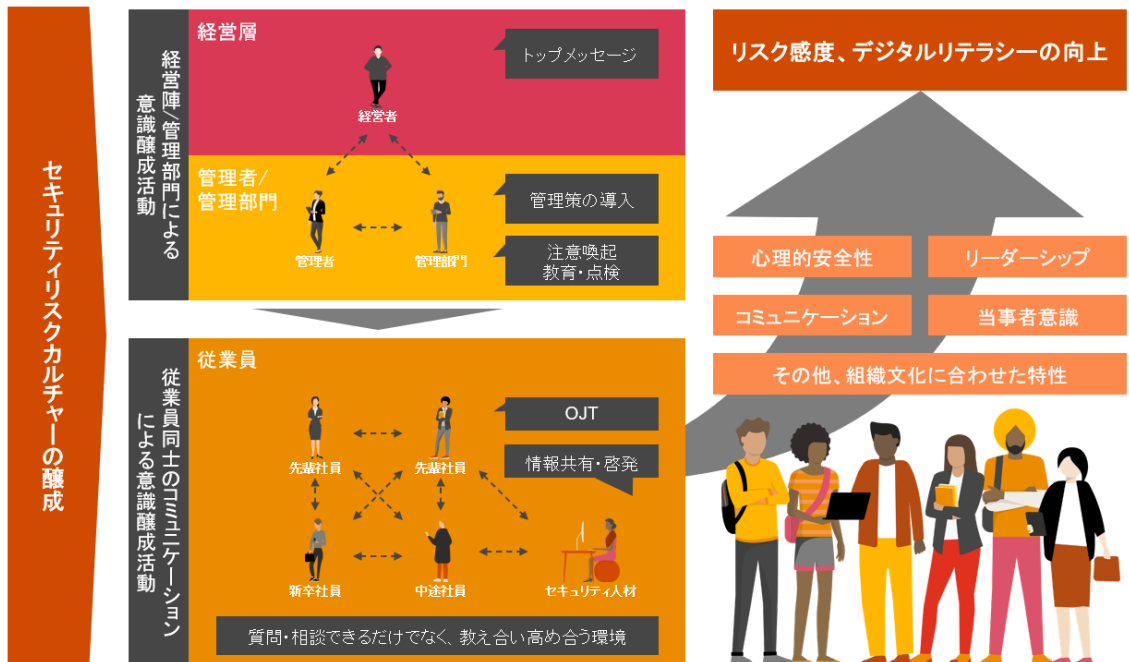 セキュリティリスクカルチャーの醸成
経営陣/管理部門による
意識醸成活動
経営層
トップメッセージ
経営者
管理者/
管理部門
管理策の導入
注意喚起
教育・点検
管理者
管理部門
従業員同士のコミュニケーション
による意識醸成活動
従業員
OJT
情報共有・啓発
先輩社員
先輩社員
新卒社員
中途社員
セキュリティ人材
質問・相談できるだけでなく、教え合い高め合う環境
リスク感度、デジタルリテラシーの向上
心理的安全性
リーダーシップ
コミュニケーション
当事者意識
その他、組織文化に合わせた特性